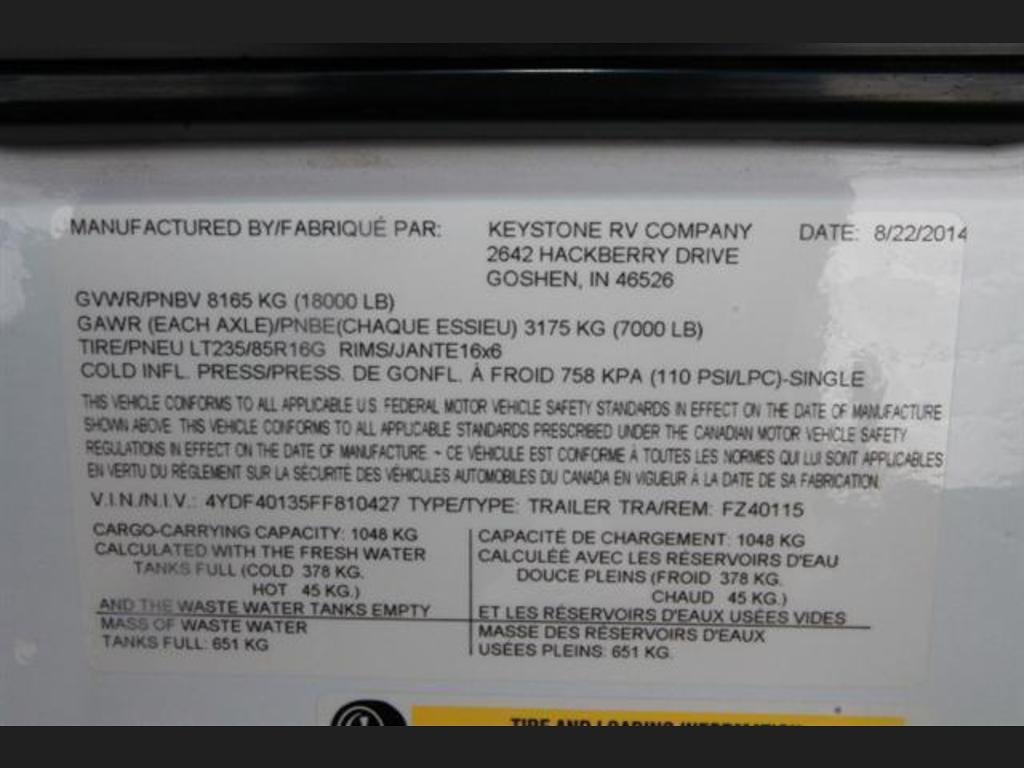 MANUFACTURED BY/FABRIQUÉ PAR: KEYSTONE RV COMPANY DATE: 8/22/2014
2642 HACKBERRY DRIVE
GOSHEN, IN 46526
GVWR/PNBV 8165 KG (18000 LB)
GAWR (EACH AXLE)/PNBE(CHAQUE ESSIEU) 3175 KG (7000 LB)
TIRE/PNEU LT235/85R16G RIMS/JANTE16x6
COLD INFL. PRESS/PRESS. DE GONFL. À FROID 758 KPA (110 PSI/LPC)-SINGLE
THIS VEHICLE CONFORMS TO ALL APPLICABLE U.S. FEDERAL MOTOR VEHICLE SAFETY STANDARDS IN EFFECT ON THE DATE OF MANUFACTURE
SHOWN ABOVE. THIS VEHICLE CONFORMS TO ALL APPLICABLE STANDARDS PRESCRIBED UNDER THE CANADIAN MOTOR VEHICLE SAFETY
REGULATIONS IN EFFECT ON THE DATE OF MANUFACTURE. ~ CE VÉHICULE EST CONFORME À TOUTES LES NORMES QUI LUI SONT APPLICABLES
EN VERTU DU RÉGLEMENT SUR LA SÉCURITÉ DES VÉHICULES AUTOMOBILES DU CANADA EN VIGUEUR À LA DATE DE SA FABRICATION.
V.I.N./N.I.V.: 4YDF40135FF810427 TYPE/TYPE: TRAILER TRA/REM: FZ40115
CARGO-CARRYING CAPACITY: 1048 KG
CALCULATED WITH THE FRESH WATER
TANKS FULL (COLD 378 KG.
HOT 45 KG.)
AND THE WASTE WATER TANKS EMPTY
MASS OF WASTE WATER
TANKS FULL: 651 KG
CAPACITÉ DE CHARGEMENT: 1048 KG
CALCULÉE AVEC LES RÉSERVOIRS D'EAU
DOUCE PLEINS (FROID 378 KG.
CHAUD 45 KG.)
ET LES RÉSERVOIRS D'EAUX USÉES VIDES
MASSE DES RÉSERVOIRS D'EAUX
USÉES PLEINS: 651 KG.
TIRE AND LOADING INFORMATION